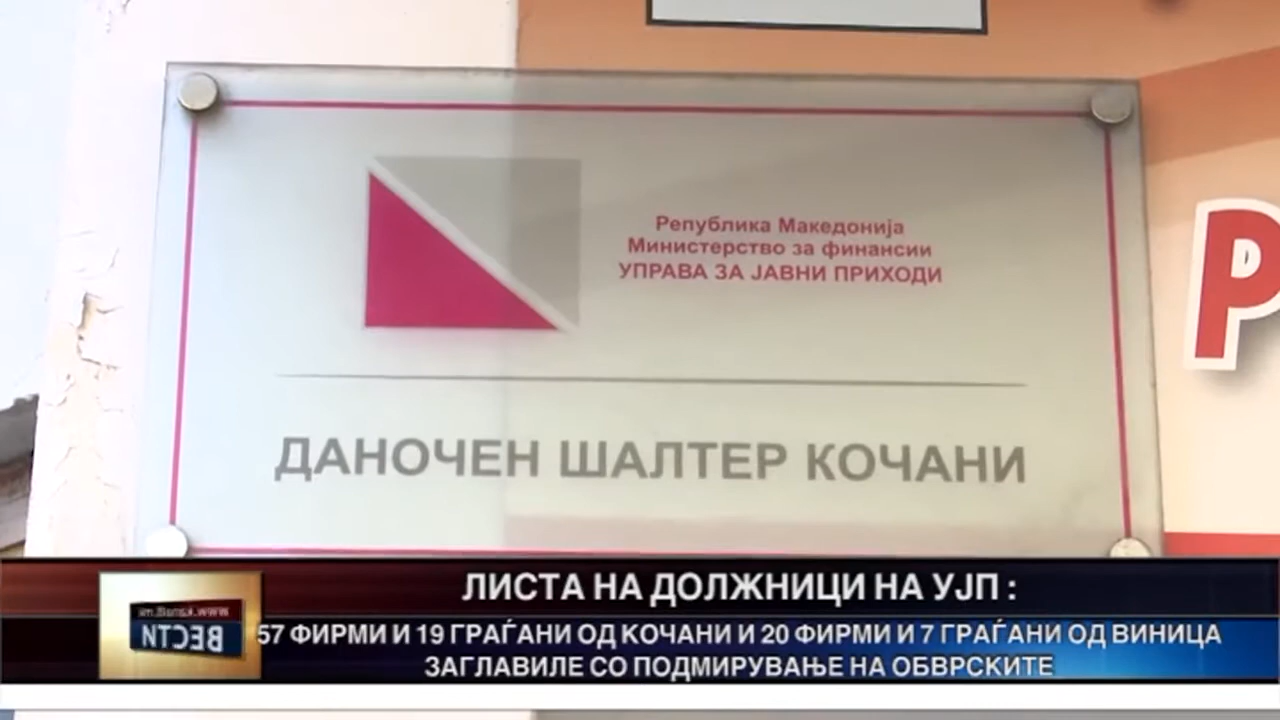 Република Македонија
Министерство за финансии
УПРАВА ЗА ЈАВНИ ПРИХОДИ
ДАНОЧЕН ШАЛТЕР КОЧАНИ
Р
ЛИСТА НА ДОЛЖНИЦИ НА УЈП :
57 ФИРМИ И 19 ГРАЃАНИ ОД КОЧАНИ И 20 ФИРМИ И 7 ГРАЃАНИ ОД ВИНИЦА
ЗАГЛАВИЛЕ СО ПОДМИРУВАЊЕ НА ОБВРСКИТЕ
ВЕСТИ